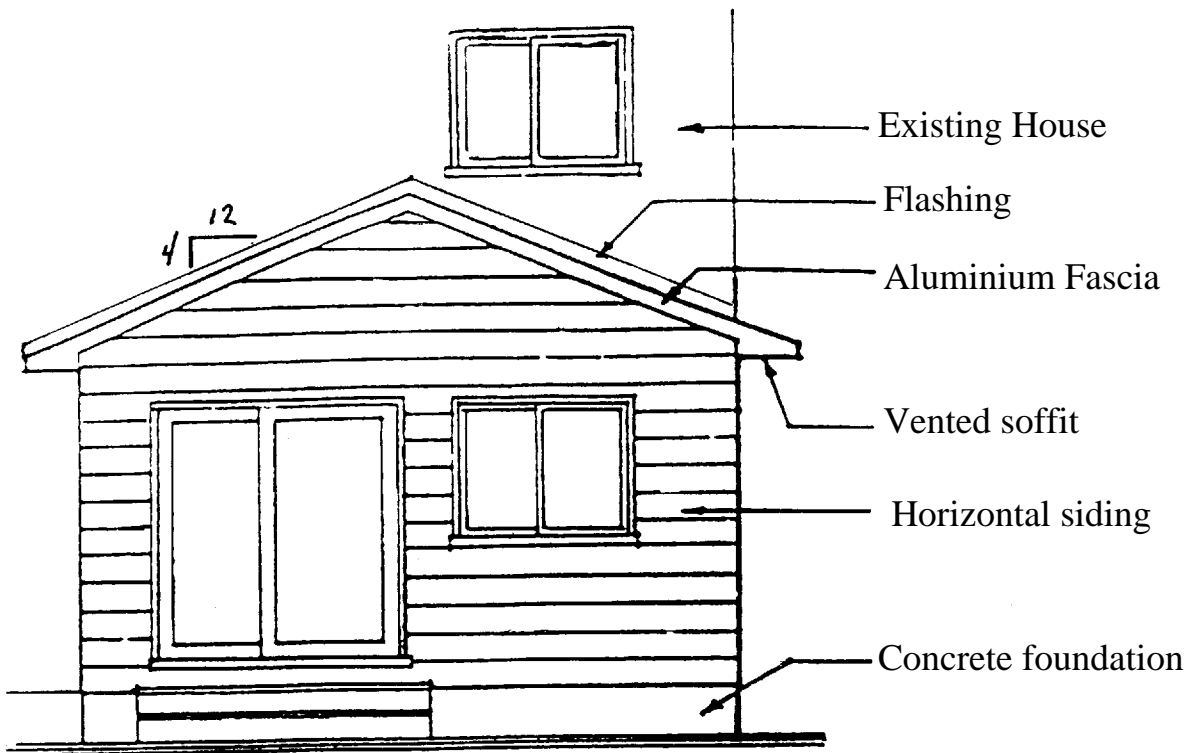 Existing House
Flashing
12
4
Aluminium Fascia
Vented soffit
Horizontal siding
Concrete foundation